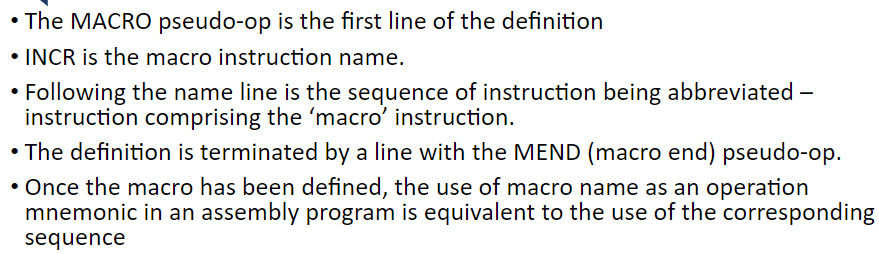 • The MACRO pseudo-op is the first line of the definition
• INCR is the macro instruction name.
• Following the name line is the sequence of instruction being abbreviated –
instruction comprising the ‘macro’ instruction.
• The definition is terminated by a line with the MEND (macro end) pseudo-op.
• Once the macro has been defined, the use of macro name as an operation
mnemonic in an assembly program is equivalent to the use of the corresponding
sequence